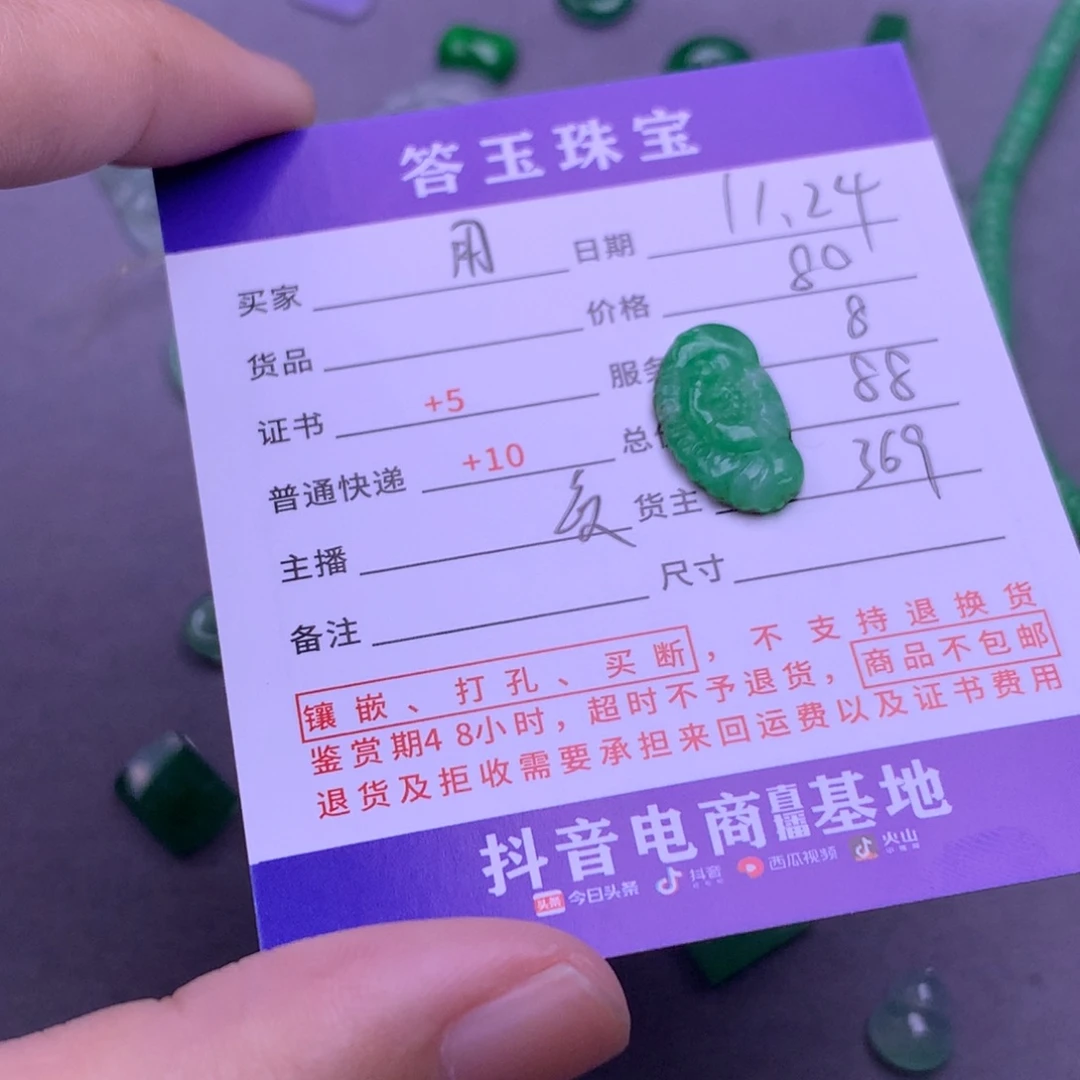 答玉珠宝
买家 用 日期 11.24
货品 价格 80
证书 +5 服务 8
普通快递 +10 总 88
主播 货主 369
备注 尺寸
镶嵌、打孔、买断，不支持退换货
鉴赏期48小时，超时不予退货，商品不包邮
退货及拒收需要承担来回运费以及证书费用
抖音电商直播基地
头条 今日头条 抖音 西瓜视频 火山